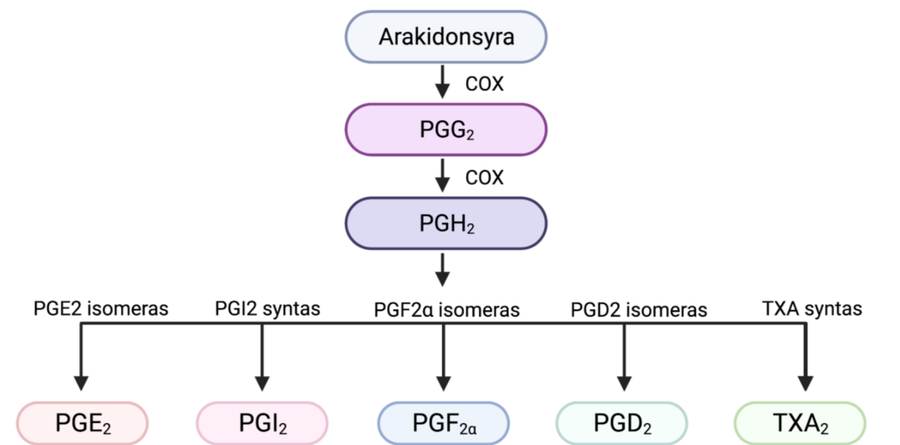 Arakidonsyra
COX
PGG₂
COX
PGH₂
PGE2 isomeras PGI2 syntas PGF2α isomeras PGD2 isomeras TXA syntas
PGE₂ PGI₂ PGF₂α PGD₂ TXA₂